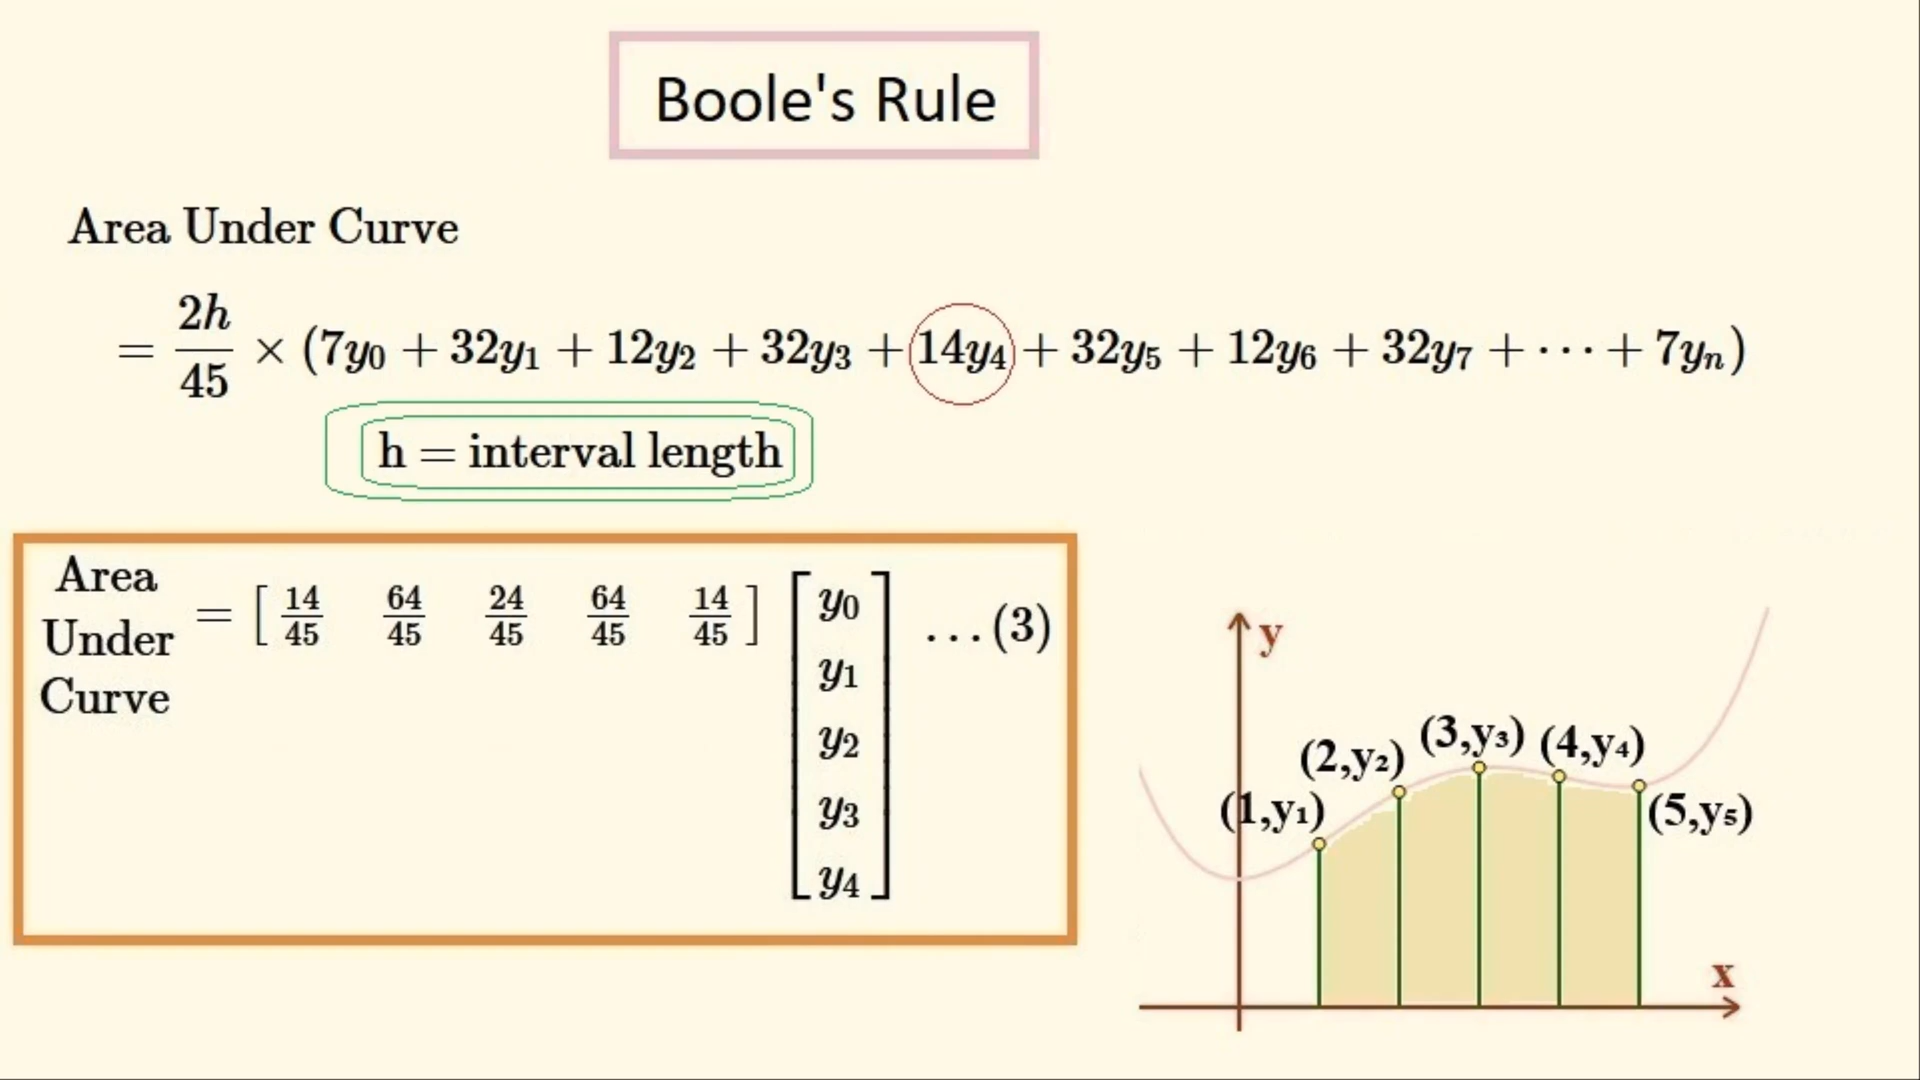 Boole's Rule
Area Under Curve
= 2h/45 × (7y₀ + 32y₁ + 12y₂ + 32y₃ + 14y₄ + 32y₅ + 12y₆ + 32y₇ + ⋯ + 7yₙ)
h = interval length
Area Under Curve = [ 14/45 64/45 24/45 64/45 14/45 ] [ y₀ y₁ y₂ y₃ y₄ ] …(3)
y
(1,y₁)
(2,y₂)
(3,y₃)
(4,y₄)
(5,y₅)
x